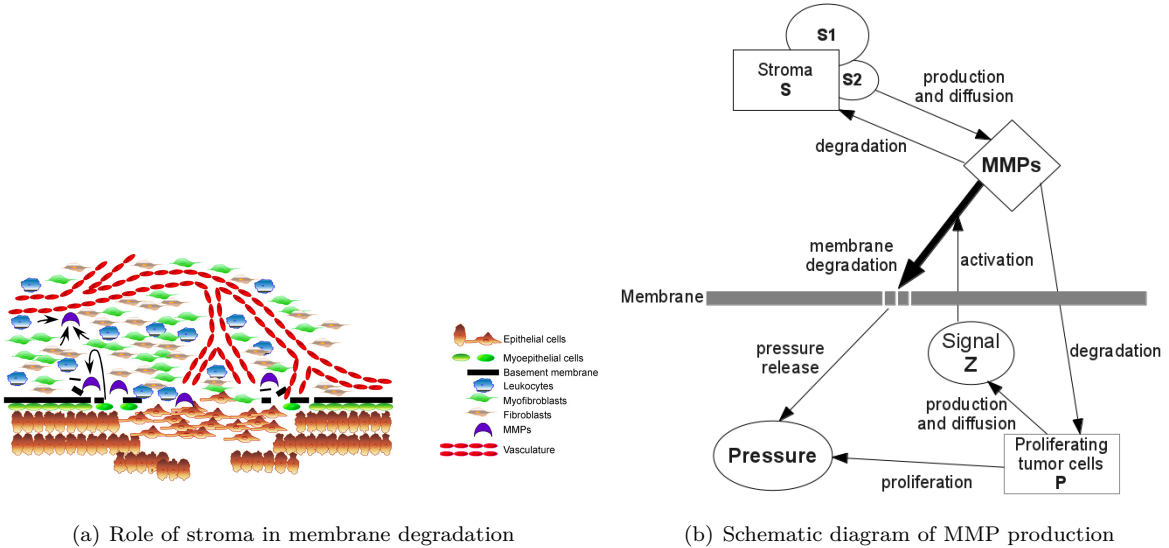 Epithelial cells
Myoepithelial cells
Basement membrane
Leukocytes
Myofibroblasts
Fibroblasts
MMPs
Vasculature
(a) Role of stroma in membrane degradation
S1
Stroma
S
S2
production
and diffusion
degradation
MMPs
membrane
degradation
activation
Membrane
Signal
Z
pressure
release
degradation
production
and diffusion
Pressure
proliferation
Proliferating
tumor cells
P
(b) Schematic diagram of MMP production